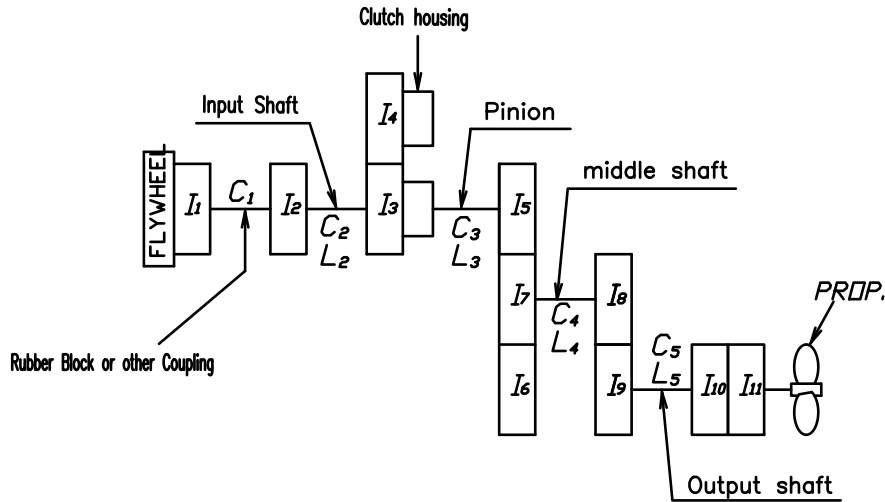 Clutch housing
Input Shaft
I4
Pinion
FLYWHEEL
I1
C1
I2
C2
L2
I3
C3
L3
I5
middle shaft
I7
C4
L4
I8
PROP.
Rubber Block or other Coupling
I6
I9
C5
L5
I10
I11
Output shaft